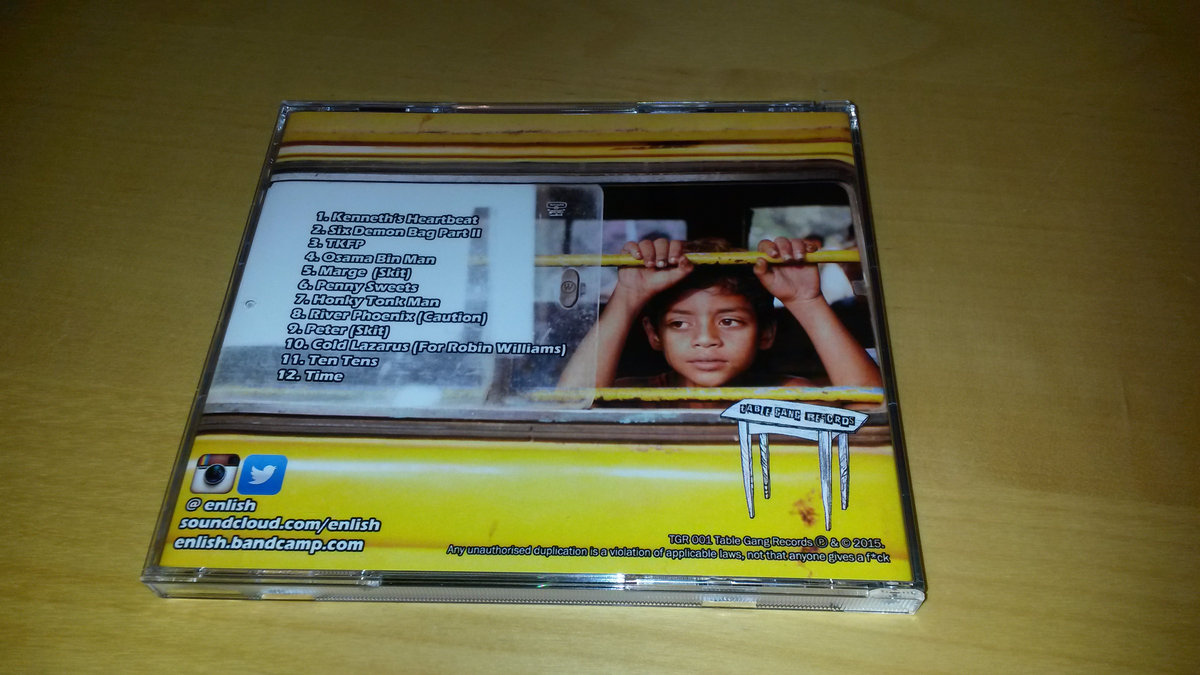 1. Kenneth's Heartbeat
2. Six Demon Bag Part II
3. TKFP
4. Osama Bin Man
5. Marge (Skit)
6. Penny Sweets
7. Honky Tonk Man
8. River Phoenix (Caution)
9. Peter (Skit)
10. Cold Lazarus (For Robin Williams)
11. Ten Tens
12. Time
TABLE GANG RECORDS
@ enlish
soundcloud.com/enlish
enlish.bandcamp.com
TGR 001 Table Gang Records ℗ & © 2015.
Any unauthorised duplication is a violation of applicable laws, not that anyone gives a f*ck